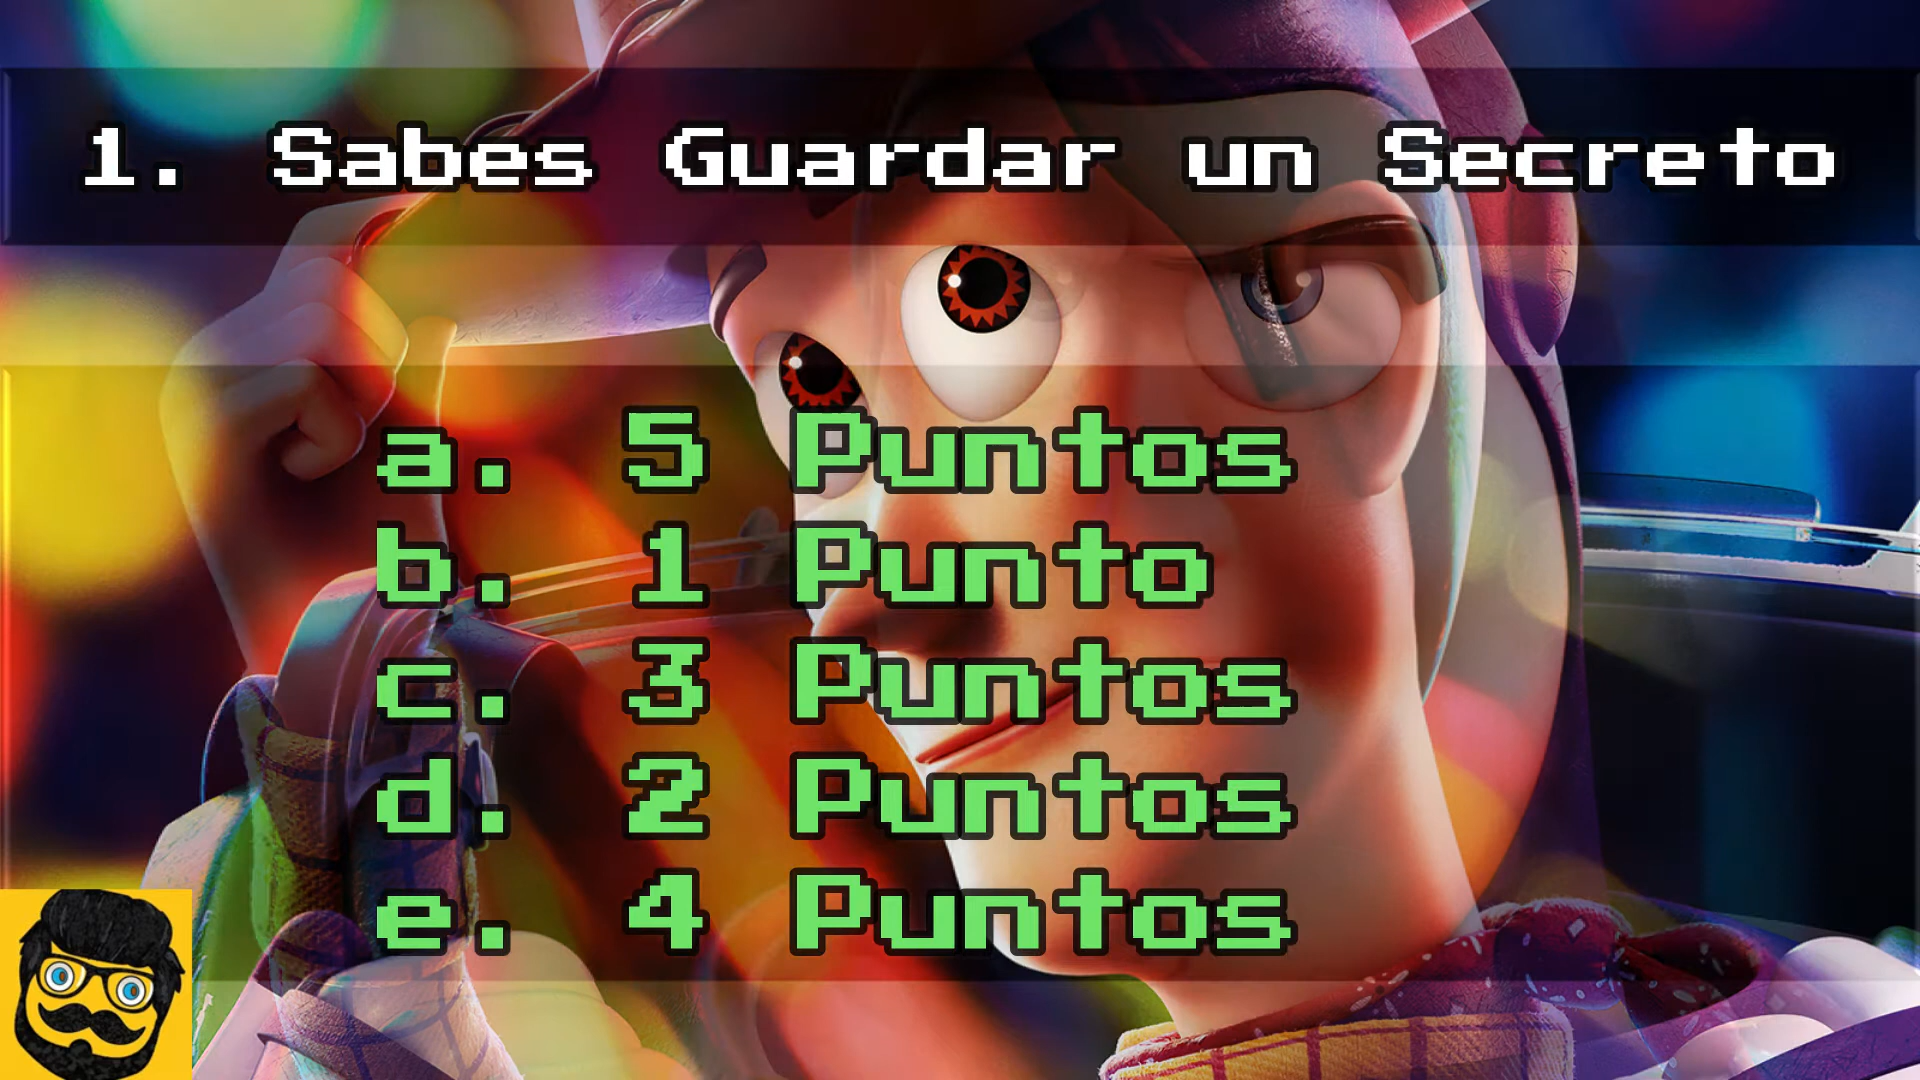 1. Sabes Guardar un Secreto
a. 5 Puntos
b. 1 Punto
c. 3 Puntos
d. 2 Puntos
e. 4 Puntos